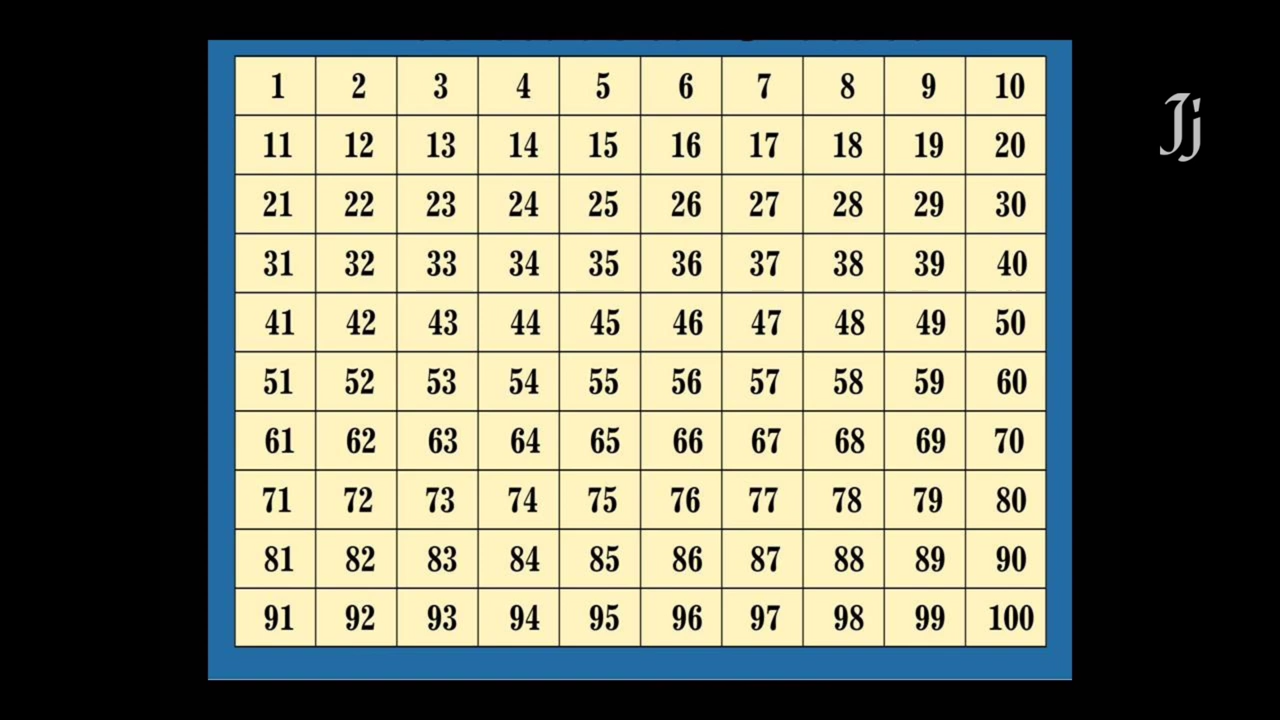 1 2 3 4 5 6 7 8 9 10
11 12 13 14 15 16 17 18 19 20
21 22 23 24 25 26 27 28 29 30
31 32 33 34 35 36 37 38 39 40
41 42 43 44 45 46 47 48 49 50
51 52 53 54 55 56 57 58 59 60
61 62 63 64 65 66 67 68 69 70
71 72 73 74 75 76 77 78 79 80
81 82 83 84 85 86 87 88 89 90
91 92 93 94 95 96 97 98 99 100
Jj